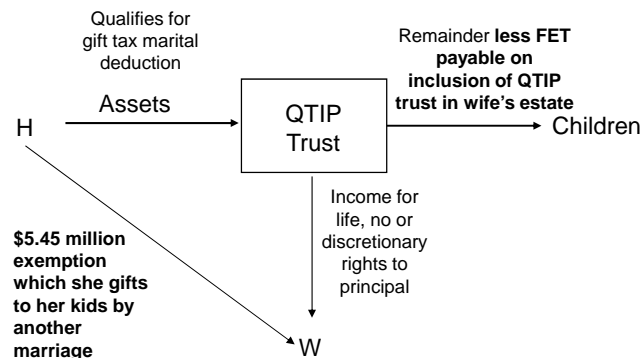 Qualifies for
gift tax marital
deduction
Remainder less FET
payable on
inclusion of QTIP
trust in wife's estate
Assets
H
QTIP
Trust
Children
Income for
life, no or
discretionary
rights to
principal
$5.45 million
exemption
which she gifts
to her kids by
another
marriage
W